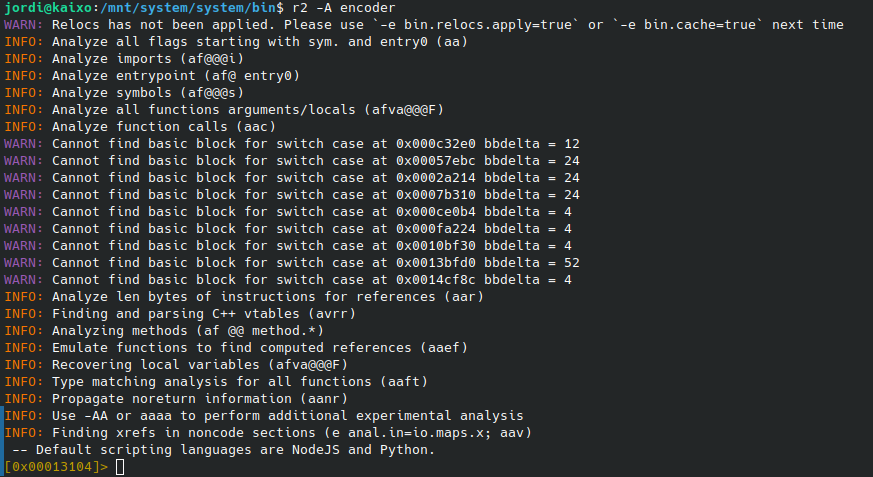 jordi@kaixo:/mnt/system/system/bin$ r2 -A encoder
WARN: Relocs has not been applied. Please use `-e bin.relocs.apply=true` or `-e bin.cache=true` next time
INFO: Analyze all flags starting with sym. and entry0 (aa)
INFO: Analyze imports (af@@@i)
INFO: Analyze entrypoint (af@ entry0)
INFO: Analyze symbols (af@@@s)
INFO: Analyze all functions arguments/locals (afva@@@F)
INFO: Analyze function calls (aac)
WARN: Cannot find basic block for switch case at 0x000c32e0 bbdelta = 12
WARN: Cannot find basic block for switch case at 0x00057ebc bbdelta = 24
WARN: Cannot find basic block for switch case at 0x0002a214 bbdelta = 24
WARN: Cannot find basic block for switch case at 0x0007b310 bbdelta = 24
WARN: Cannot find basic block for switch case at 0x000ce0b4 bbdelta = 4
WARN: Cannot find basic block for switch case at 0x000fa224 bbdelta = 4
WARN: Cannot find basic block for switch case at 0x0010bf30 bbdelta = 4
WARN: Cannot find basic block for switch case at 0x0013bfd0 bbdelta = 52
WARN: Cannot find basic block for switch case at 0x0014cf8c bbdelta = 4
INFO: Analyze len bytes of instructions for references (aar)
INFO: Finding and parsing C++ vtables (avrr)
INFO: Analyzing methods (af @@ method.*)
INFO: Emulate functions to find computed references (aaef)
INFO: Recovering local variables (afva@@@F)
INFO: Type matching analysis for all functions (aaft)
INFO: Propagate noreturn information (aanr)
INFO: Use -AA or aaaa to perform additional experimental analysis
INFO: Finding xrefs in noncode sections (e anal.in=io.maps.x; aav)
 -- Default scripting languages are NodeJS and Python.
[0x00013104]>